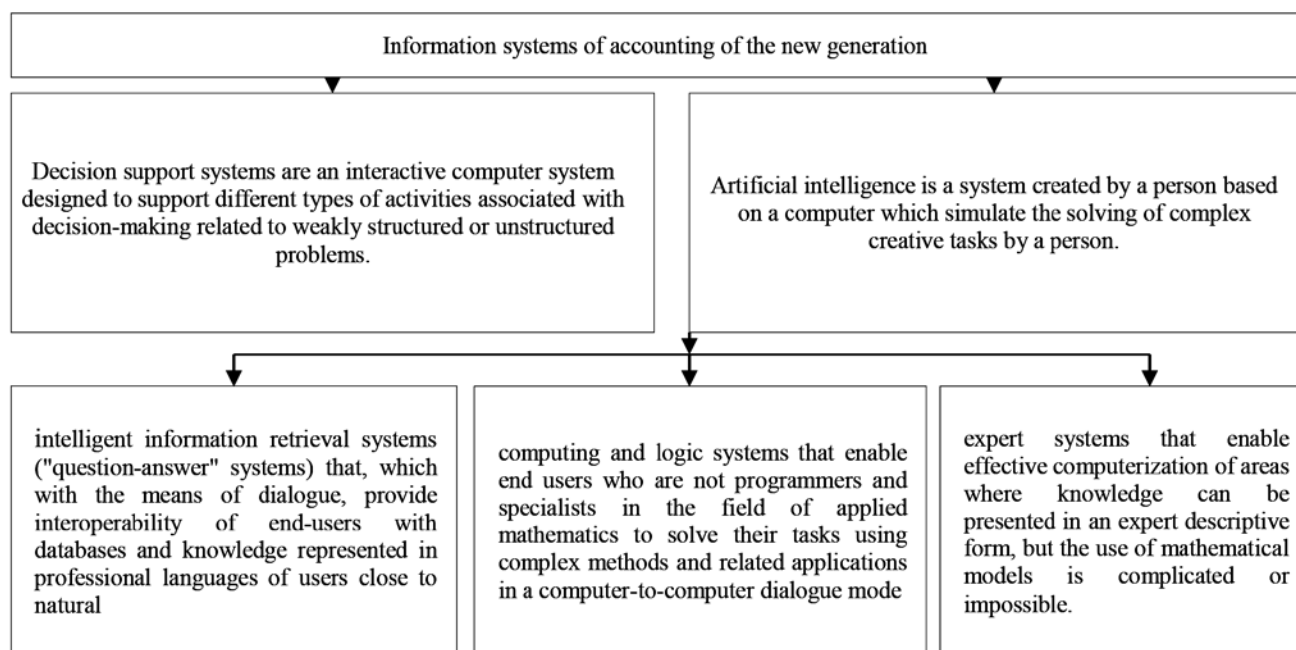 Information systems of accounting of the new generation
Decision support systems are an interactive computer system
designed to support different types of activities associated with
decision-making related to weakly structured or unstructured
problems.
Artificial intelligence is a system created by a person based
on a computer which simulate the solving of complex
creative tasks by a person.
intelligent information retrieval systems
("question-answer" systems) that, which
with the means of dialogue, provide
interoperability of end-users with
databases and knowledge represented in
professional languages of users close to
natural
computing and logic systems that enable
end users who are not programmers and
specialists in the field of applied
mathematics to solve their tasks using
complex methods and related applications
in a computer-to-computer dialogue mode
expert systems that enable
effective computerization of areas
where knowledge can be
presented in an expert descriptive
form, but the use of mathematical
models is complicated or
impossible.